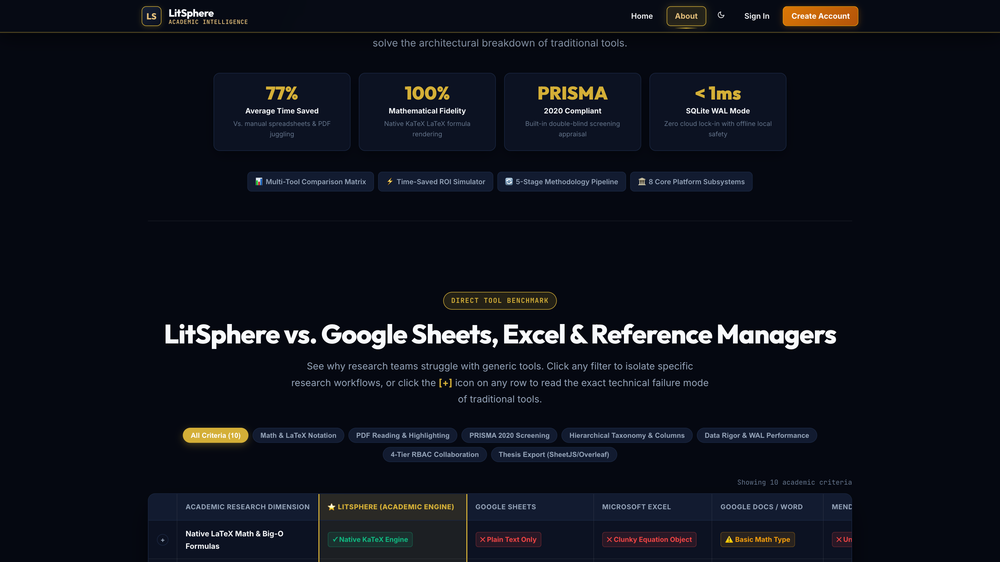 LS
LitSphere
ACADEMIC INTELLIGENCE
Home
About
Sign In
Create Account
solve the architectural breakdown of traditional tools.
77%
Average Time Saved
Vs. manual spreadsheets & PDF
juggling
100%
Mathematical Fidelity
Native KaTeX LaTeX formula
rendering
PRISMA
2020 Compliant
Built-in double-blind screening
appraisal
< 1ms
SQLite WAL Mode
Zero cloud lock-in with offline local
safety
📊 Multi-Tool Comparison Matrix
⚡ Time-Saved ROI Simulator
🔄 5-Stage Methodology Pipeline
🏛️ 8 Core Platform Subsystems
DIRECT TOOL BENCHMARK
LitSphere vs. Google Sheets, Excel & Reference Managers
See why research teams struggle with generic tools. Click any filter to isolate specific
research workflows, or click the [+] icon on any row to read the exact technical failure mode
of traditional tools.
All Criteria (10)
Math & LaTeX Notation
PDF Reading & Highlighting
PRISMA 2020 Screening
Hierarchical Taxonomy & Columns
Data Rigor & WAL Performance
4-Tier RBAC Collaboration
Thesis Export (SheetJS/Overleaf)
Showing 10 academic criteria
ACADEMIC RESEARCH DIMENSION
⭐ LITSPHERE (ACADEMIC ENGINE)
GOOGLE SHEETS
MICROSOFT EXCEL
GOOGLE DOCS / WORD
MEND
+
Native LaTeX Math & Big-O
Formulas
✓ Native KaTeX Engine
✕ Plain Text Only
✕ Clunky Equation Object
⚠️ Basic Math Type
✕ Un